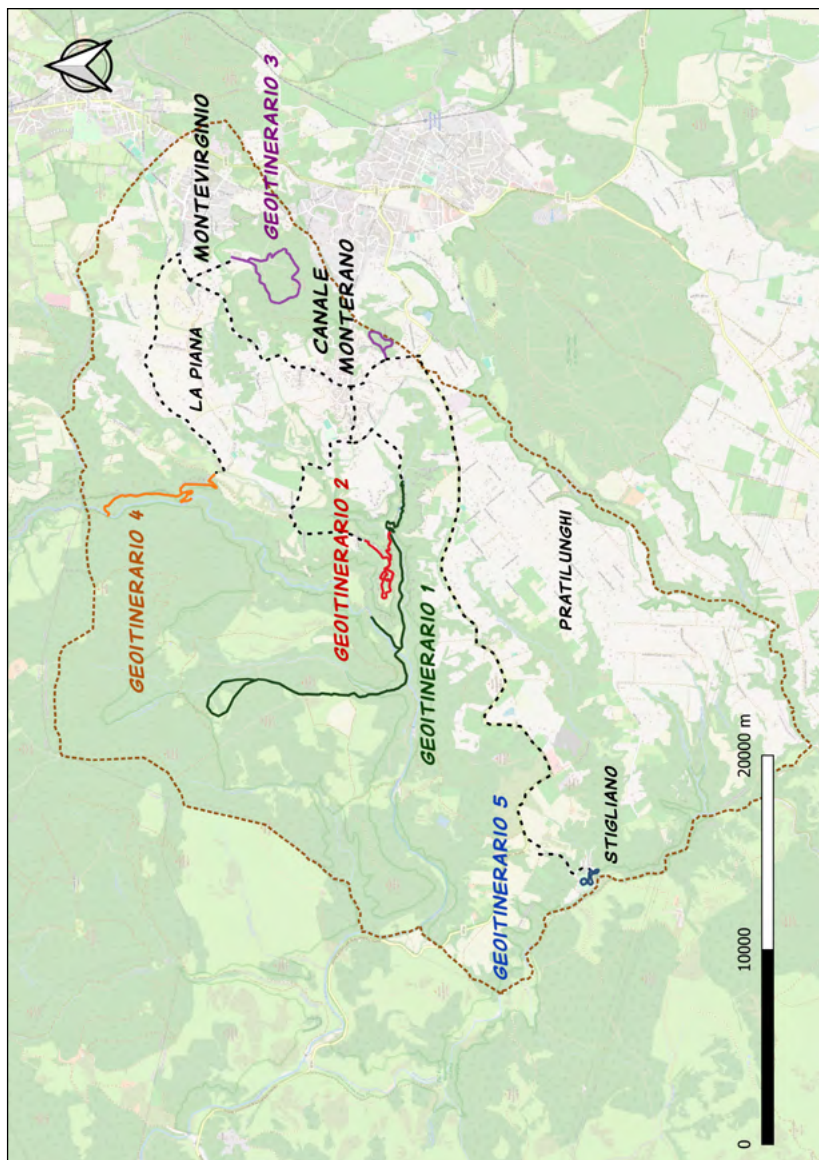 GEOITINERARIO 4
LA PIANA
MONTEVIRGINIO
GEOITINERARIO 3
GEOITINERARIO 2
CANALE
MONTERANO
GEOITINERARIO 1
GEOITINERARIO 5
PRATILUNGHI
STIGLIANO
0
10000
20000 m